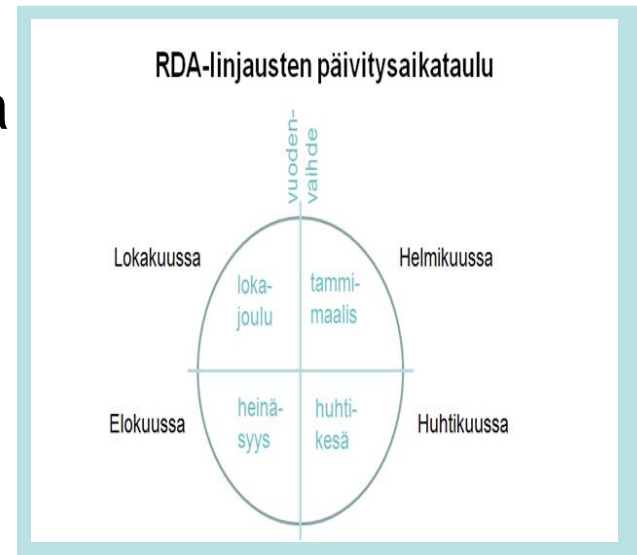 a
RDA-linjausten päivitysaikataulu
vuoden-
vaihde
Lokakuussa
Helmikuussa
loka-
joulu
tammi-
maalis
heinä-
syys
huhti-
kesä
Elokuussa
Huhtikuussa